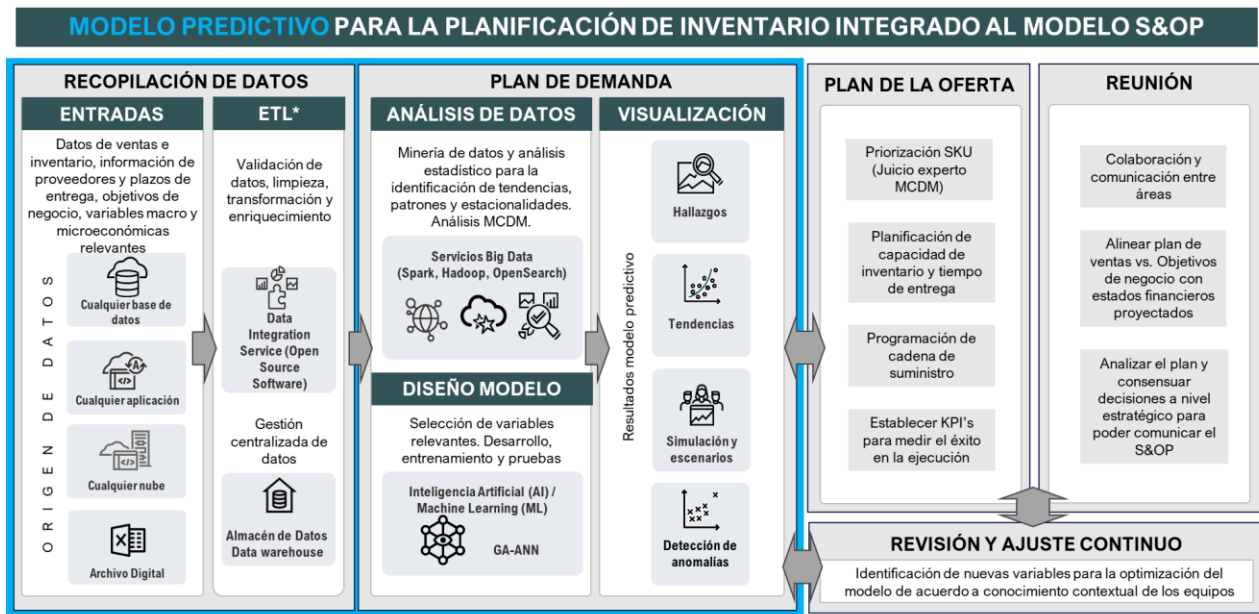 MODELO PREDICTIVO PARA LA PLANIFICACIÓN DE INVENTARIO INTEGRADO AL MODELO S&OP
RECOPILACIÓN DE DATOS
ENTRADAS
Datos de ventas e
inventario, información de
proveedores y plazos de
entrega, objetivos de
negocio, variables macro y
microeconómicas
relevantes
ORIGEN DE DATOS
Cualquier base de
datos
Cualquier aplicación
Cualquier nube
Archivo Digital
ETL*
Validación de
datos, limpieza,
transformación y
enriquecimiento
Data
Integration
Service (Open
Source
Software)
Gestión
centralizada de
datos
Almacén de Datos
Data warehouse
PLAN DE DEMANDA
ANÁLISIS DE DATOS
Minería de datos y análisis
estadístico para la
identificación de tendencias,
patrones y estacionalidades.
Análisis MCDM.
Servicios Big Data
(Spark, Hadoop, OpenSearch)
DISEÑO MODELO
Selección de variables
relevantes. Desarrollo,
entrenamiento y pruebas
Inteligencia Artificial (AI) /
Machine Learning (ML)
GA-ANN
VISUALIZACIÓN
Resultados modelo predictivo
Hallazgos
Tendencias
Simulación y
escenarios
Detección de
anomalías
PLAN DE LA OFERTA
Priorización SKU
(Juicio experto
MCDM)
Planificación de
capacidad de
inventario y tiempo
de entrega
Programación de
cadena de
suministro
Establecer KPI's
para medir el éxito
en la ejecución
REUNIÓN
Colaboración y
comunicación entre
áreas
Alinear plan de
ventas vs. Objetivos
de negocio con
estados financieros
proyectados
Analizar el plan y
consensuar
decisiones a nivel
estratégico para
poder comunicar el
S&OP
REVISIÓN Y AJUSTE CONTINUO
Identificación de nuevas variables para la optimización del
modelo de acuerdo a conocimiento contextual de los equipos